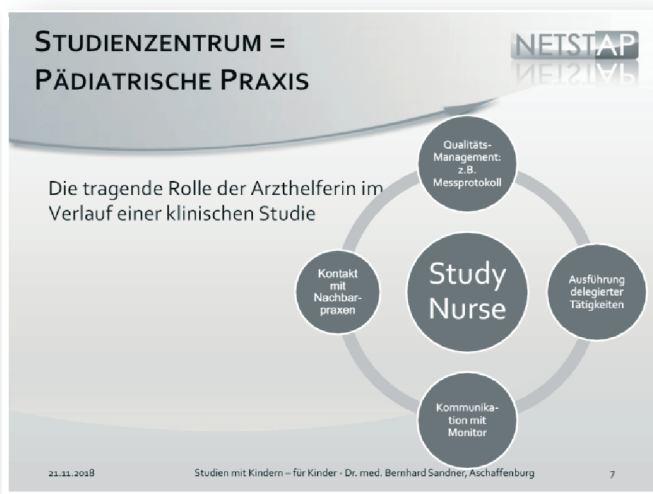 STUDIENZENTRUM =
PÄDIATRISCHE PRAXIS
NETSTAP
Die tragende Rolle der Arzthelferin im
Verlauf einer klinischen Studie
Qualitäts-
Management:
z.B.
Messprotokoll
Kontakt
mit
Nachbar-
praxen
Study
Nurse
Ausführung
delegierter
Tätigkeiten
Kommunika-
tion mit
Monitor
21.11.2018
Studien mit Kindern – für Kinder - Dr. med. Bernhard Sandner, Aschaffenburg
7